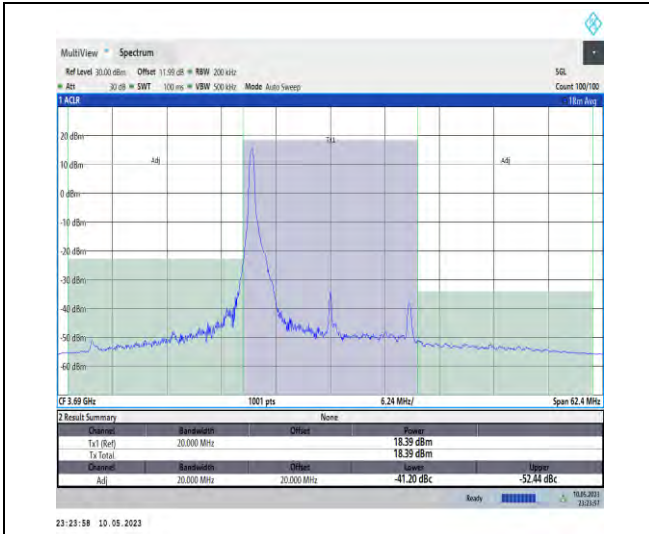 MultiView Spectrum
Ref Level 30.00 dBm Offset 11.99 dB RBW 200 kHz SGL
Att 30 dB SWT 100 ms VBW 500 kHz Mode Auto Sweep Count 100/100
1 ACLR 1Rm Avg
Tx1
20 dBm
Adj Adj
10 dBm
0 dBm
-10 dBm
-20 dBm
-30 dBm
-40 dBm
-50 dBm
-60 dBm
CF 3.69 GHz 1001 pts 6.24 MHz/ Span 62.4 MHz
2 Result Summary None
Channel Bandwidth Offset Power
Tx1 (Ref) 20.000 MHz 18.39 dBm
Tx Total 18.39 dBm
Channel Bandwidth Offset Lower Upper
Adj 20.000 MHz 20.000 MHz -41.20 dBc -52.44 dBc
Ready 10.05.2023
23:23:57
23:23:58 10.05.2023